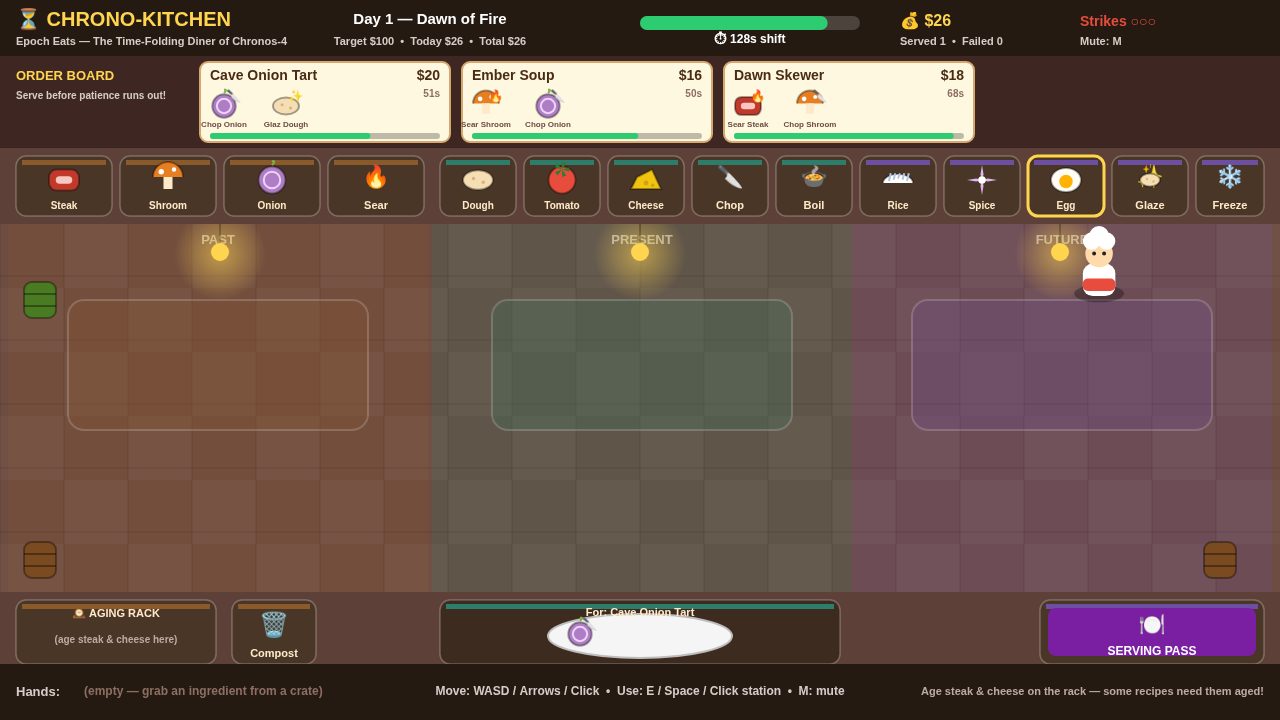 ⏳ CHRONO-KITCHEN
Epoch Eats — The Time-Folding Diner of Chronos-4
Day 1 — Dawn of Fire
Target $100 • Today $26 • Total $26
⏱ 128s shift
💰 $26
Served 1 • Failed 0
Strikes ○○○
Mute: M
ORDER BOARD
Serve before patience runs out!
Cave Onion Tart $20
51s
Chop Onion Glaz Dough
Ember Soup $16
50s
Sear Shroom Chop Onion
Dawn Skewer $18
68s
Sear Steak Chop Shroom
Steak
Shroom
Onion
Sear
Dough
Tomato
Cheese
Chop
Boil
Rice
Spice
Egg
Glaze
Freeze
PAST
PRESENT
FUTURE
AGING RACK
(age steak & cheese here)
Compost
For: Cave Onion Tart
SERVING PASS
Hands: (empty — grab an ingredient from a crate)
Move: WASD / Arrows / Click • Use: E / Space / Click station • M: mute
Age steak & cheese on the rack — some recipes need them aged!